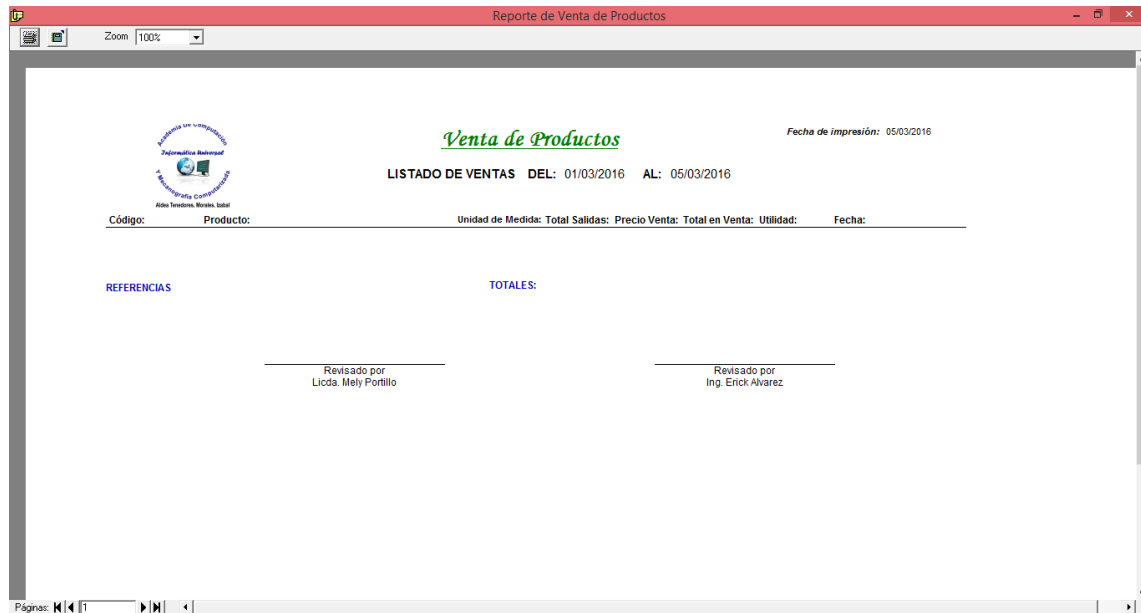 Reporte de Venta de Productos
Zoom 100%
Academia De Computación
Informática Universal
Y Mecanografía Computarizada
Aldea Tenedores, Morales, Izabal
Venta de Productos
Fecha de impresión: 05/03/2016
LISTADO DE VENTAS DEL: 01/03/2016 AL: 05/03/2016
Código: Producto: Unidad de Medida: Total Salidas: Precio Venta: Total en Venta: Utilidad: Fecha:
REFERENCIAS TOTALES:
Revisado por
Licda. Mely Portillo
Revisado por
Ing. Erick Alvarez
Páginas: 1